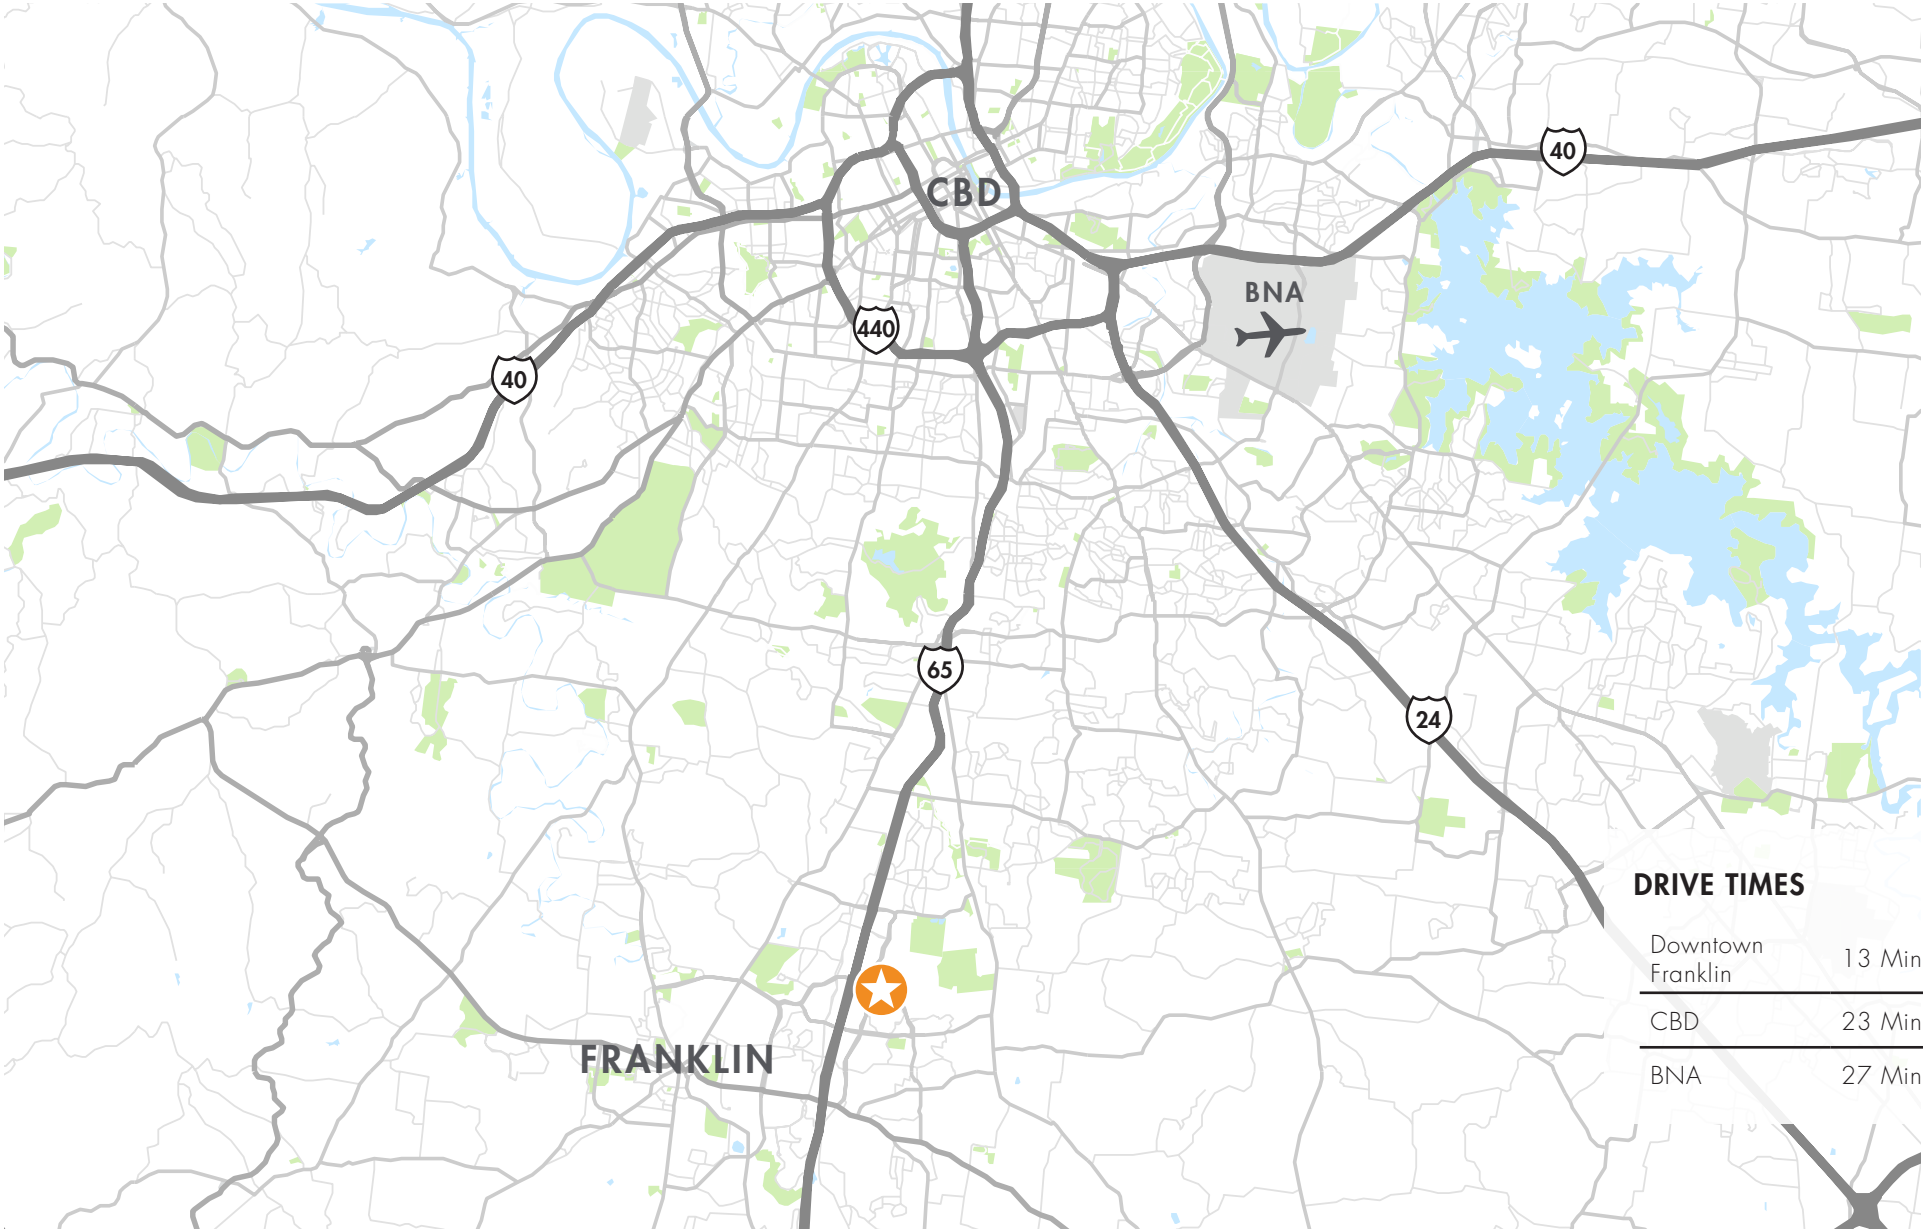 40
CBD
BNA
440
40
65
24
DRIVE TIMES
Downtown
Franklin
13 Min
CBD
23 Min
BNA
27 Min
FRANKLIN